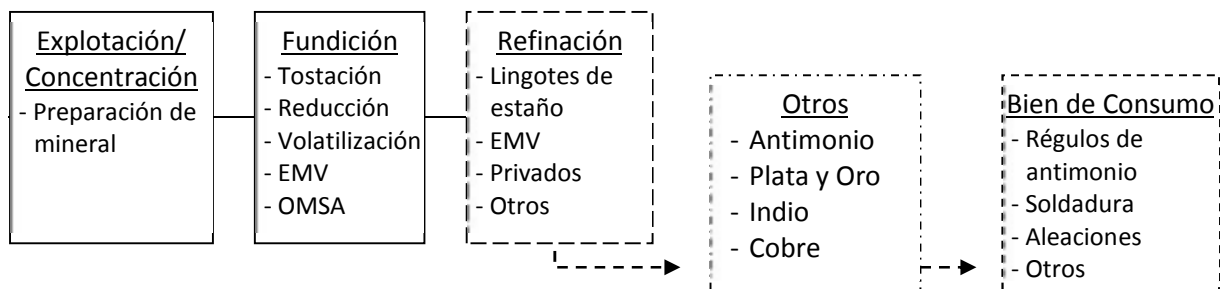 Explotación/
Concentración
- Preparación de
mineral
Fundición
- Tostación
- Reducción
- Volatilización
- EMV
- OMSA
Refinación
- Lingotes de
estaño
- EMV
- Privados
- Otros
Otros
- Antimonio
- Plata y Oro
- Indio
- Cobre
Bien de Consumo
- Régulos de
antimonio
- Soldadura
- Aleaciones
- Otros